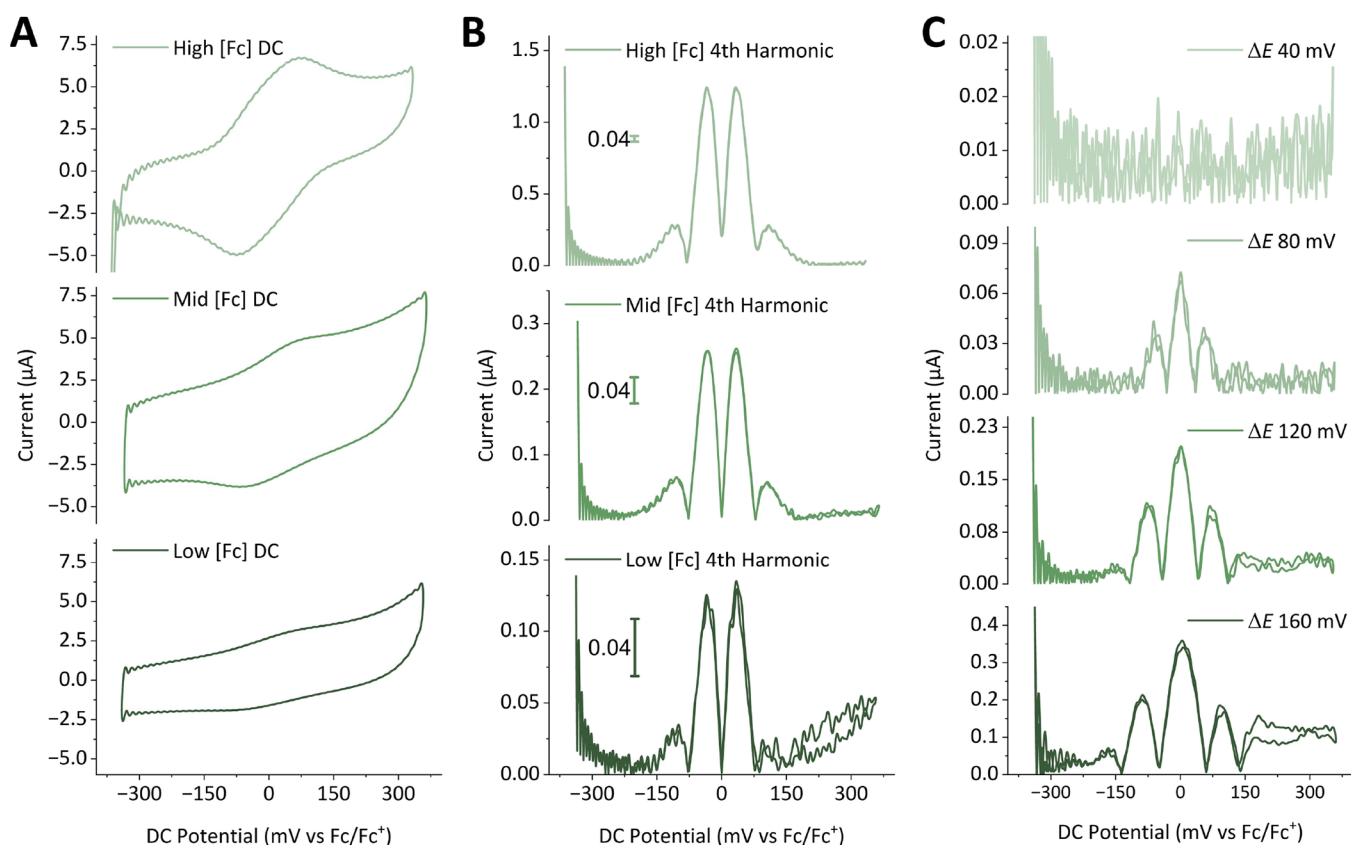 A
High [Fc] DC
7.5
5.0
2.5
0.0
−2.5
−5.0
Mid [Fc] DC
7.5
5.0
2.5
0.0
−2.5
−5.0
Low [Fc] DC
7.5
5.0
2.5
0.0
−2.5
−5.0
Current (µA)
−300 −150 0 150 300
DC Potential (mV vs Fc/Fc⁺)
B
High [Fc] 4th Harmonic
1.5
1.0
0.5
0.0
0.04
Mid [Fc] 4th Harmonic
0.3
0.2
0.1
0.0
0.04
Low [Fc] 4th Harmonic
0.15
0.10
0.05
0.00
0.04
Current (µA)
−300 −150 0 150 300
DC Potential (mV vs Fc/Fc⁺)
C
ΔE 40 mV
0.02
0.02
0.01
0.01
0.00
ΔE 80 mV
0.09
0.06
0.03
0.00
ΔE 120 mV
0.23
0.15
0.08
0.00
ΔE 160 mV
0.4
0.3
0.2
0.1
0.0
Current (µA)
−300 −150 0 150 300
DC Potential (mV vs Fc/Fc⁺)